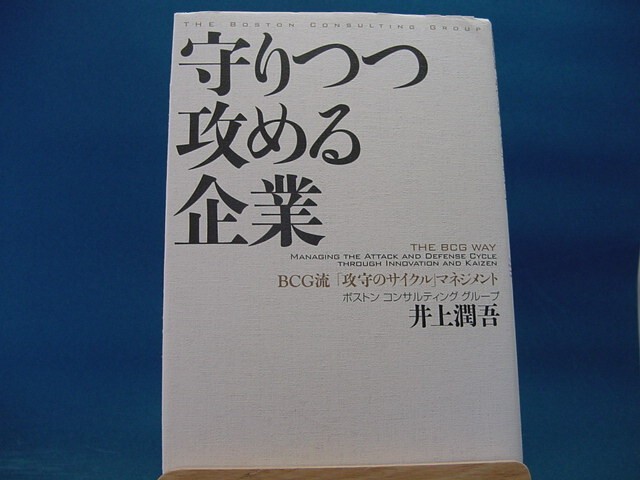 THE BOSTON CONSULTING GROUP
守りつつ
攻める
企業
THE BCG WAY
MANAGING THE ATTACK AND DEFENSE CYCLE
THROUGH INNOVATION AND KAIZEN
BCG流「攻守のサイクル」マネジメント
ボストン コンサルティング グループ
井上潤吾